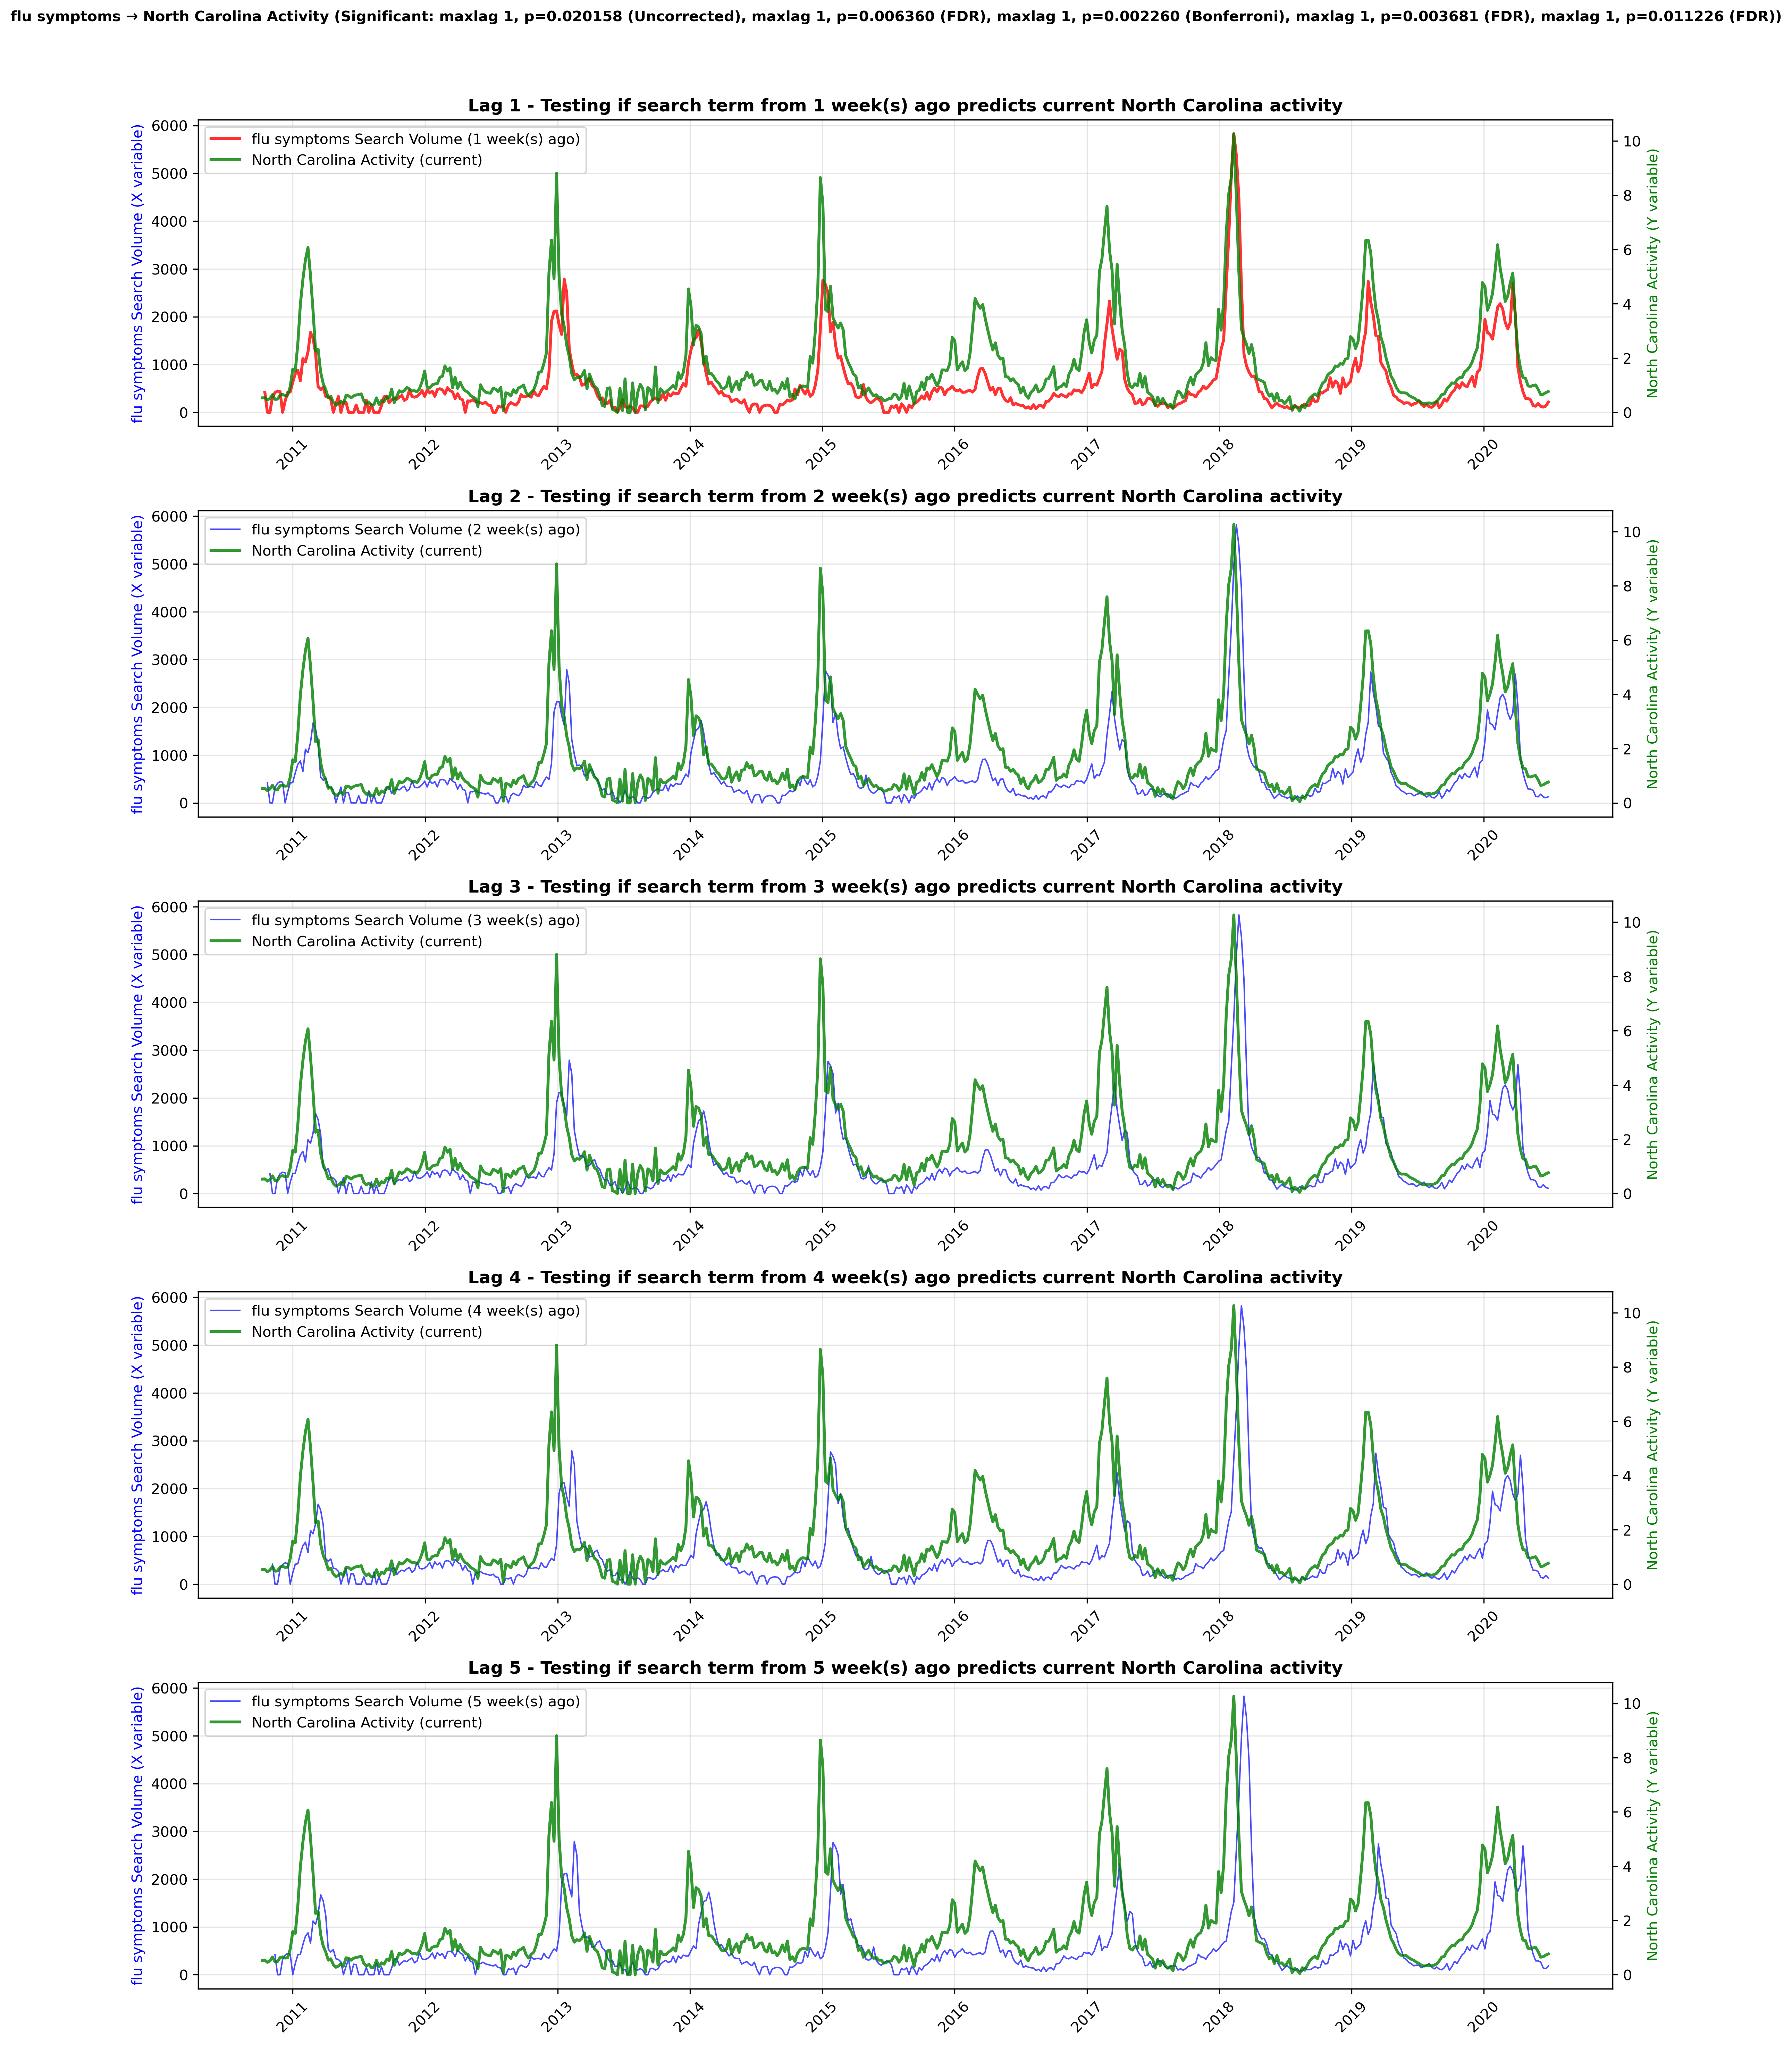 flu symptoms → North Carolina Activity (Significant: maxlag 1, p=0.020158 (Uncorrected), maxlag 1, p=0.006360 (FDR), maxlag 1, p=0.002260 (Bonferroni), maxlag 1, p=0.003681 (FDR), maxlag 1, p=0.011226 (FDR))
Lag 1 - Testing if search term from 1 week(s) ago predicts current North Carolina activity
flu symptoms Search Volume (X variable)
6000
5000
4000
3000
2000
1000
0
flu symptoms Search Volume (1 week(s) ago)
North Carolina Activity (current)
10
8
6
4
2
0
North Carolina Activity (Y variable)
2011 2012 2013 2014 2015 2016 2017 2018 2019 2020
Lag 2 - Testing if search term from 2 week(s) ago predicts current North Carolina activity
flu symptoms Search Volume (X variable)
6000
5000
4000
3000
2000
1000
0
flu symptoms Search Volume (2 week(s) ago)
North Carolina Activity (current)
10
8
6
4
2
0
North Carolina Activity (Y variable)
2011 2012 2013 2014 2015 2016 2017 2018 2019 2020
Lag 3 - Testing if search term from 3 week(s) ago predicts current North Carolina activity
flu symptoms Search Volume (X variable)
6000
5000
4000
3000
2000
1000
0
flu symptoms Search Volume (3 week(s) ago)
North Carolina Activity (current)
10
8
6
4
2
0
North Carolina Activity (Y variable)
2011 2012 2013 2014 2015 2016 2017 2018 2019 2020
Lag 4 - Testing if search term from 4 week(s) ago predicts current North Carolina activity
flu symptoms Search Volume (X variable)
6000
5000
4000
3000
2000
1000
0
flu symptoms Search Volume (4 week(s) ago)
North Carolina Activity (current)
10
8
6
4
2
0
North Carolina Activity (Y variable)
2011 2012 2013 2014 2015 2016 2017 2018 2019 2020
Lag 5 - Testing if search term from 5 week(s) ago predicts current North Carolina activity
flu symptoms Search Volume (X variable)
6000
5000
4000
3000
2000
1000
0
flu symptoms Search Volume (5 week(s) ago)
North Carolina Activity (current)
10
8
6
4
2
0
North Carolina Activity (Y variable)
2011 2012 2013 2014 2015 2016 2017 2018 2019 2020